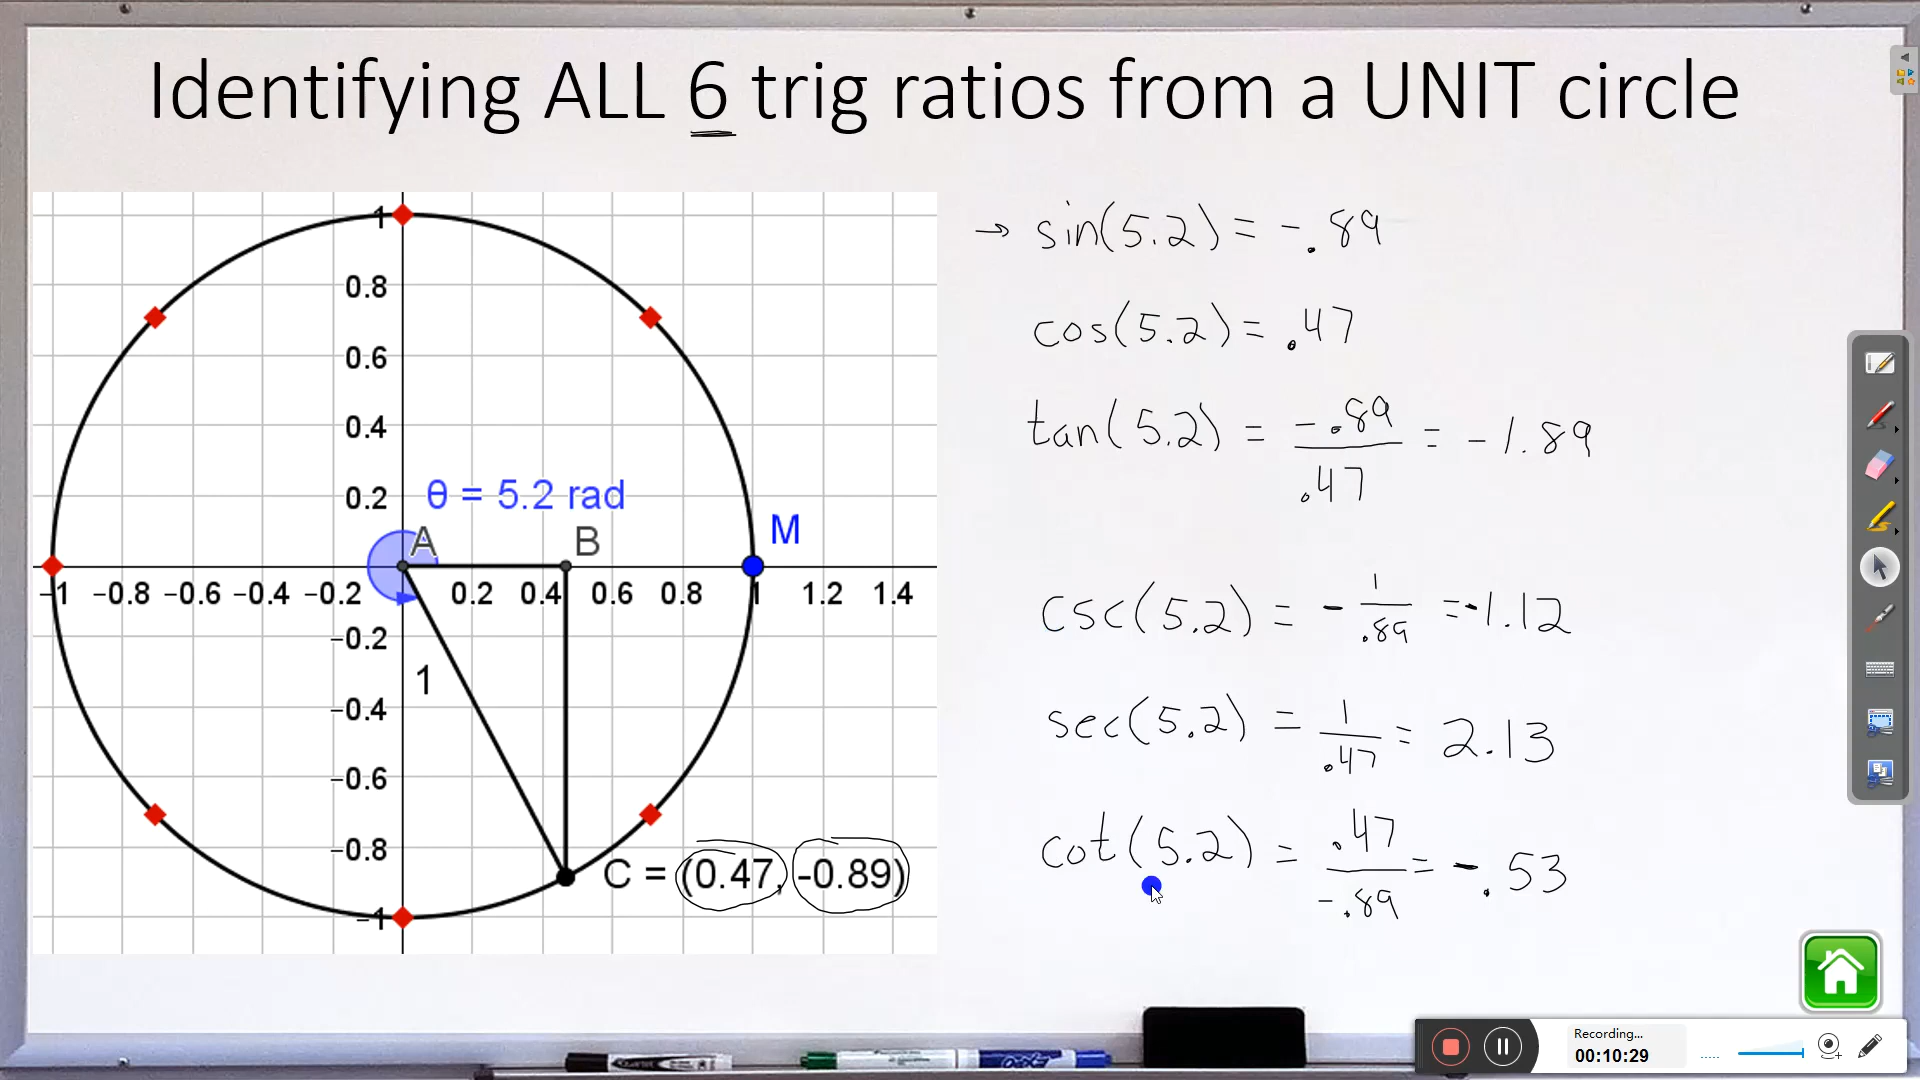 Identifying ALL 6 trig ratios from a UNIT circle
1
0.8
0.6
0.4
0.2
θ = 5.2 rad
A
B
M
−1 −0.8 −0.6 −0.4 −0.2 0.2 0.4 0.6 0.8 1 1.2 1.4
−0.2
1
−0.4
−0.6
−0.8
C = (0.47, -0.89)
−1
→ sin(5.2) = -.89
cos(5.2) = .47
tan(5.2) = -.89/.47 = -1.89
csc(5.2) = - 1/.89 = -1.12
sec(5.2) = 1/.47 = 2.13
cot(5.2) = .47/-.89 = -.53
Recording...
00:10:29